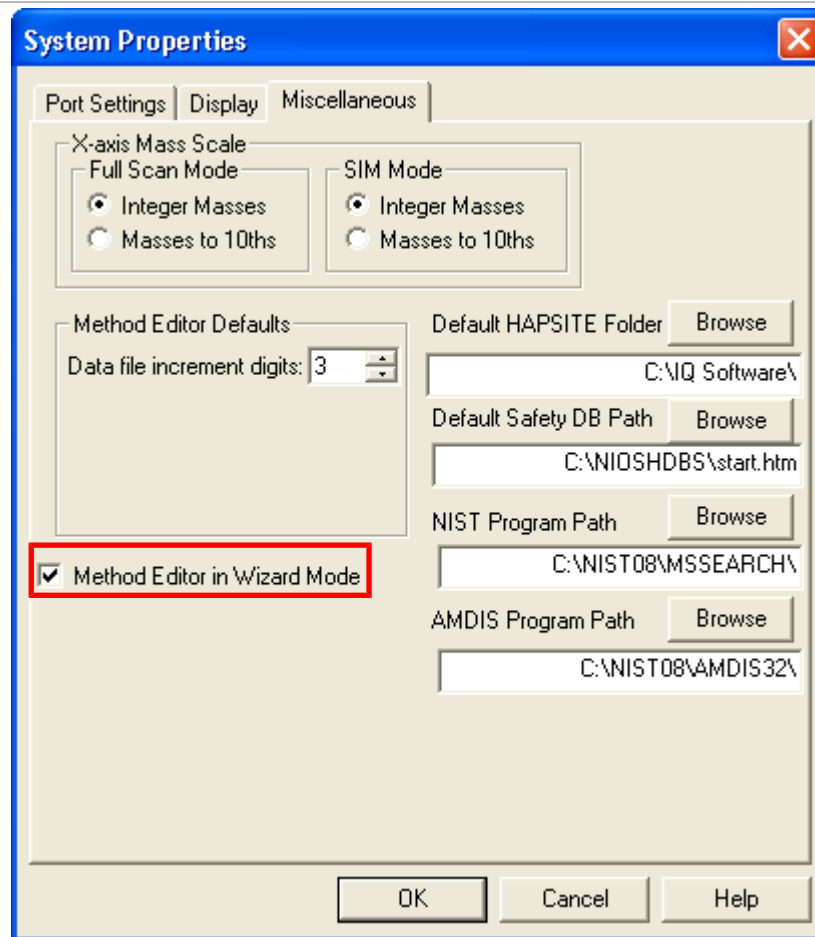 System Properties
Port Settings Display Miscellaneous
X-axis Mass Scale
Full Scan Mode
Integer Masses
Masses to 10ths
SIM Mode
Integer Masses
Masses to 10ths
Method Editor Defaults
Data file increment digits: 3
Method Editor in Wizard Mode
Default HAPSITE Folder Browse
C:\IQ Software\
Default Safety DB Path Browse
C:\NIOSHDBS\start.htm
NIST Program Path Browse
C:\NIST08\MSSEARCH\
AMDIS Program Path Browse
C:\NIST08\AMDIS32\
OK Cancel Help